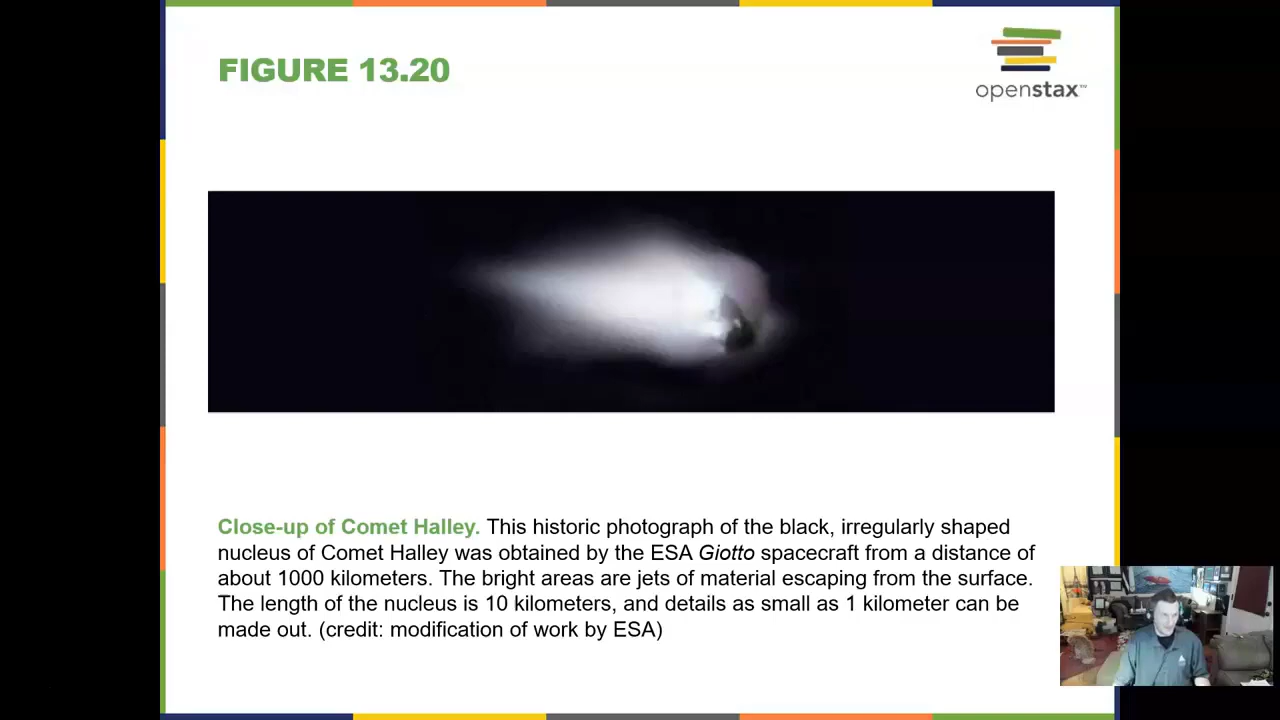 FIGURE 13.20
openstax™
Close-up of Comet Halley. This historic photograph of the black, irregularly shaped
nucleus of Comet Halley was obtained by the ESA Giotto spacecraft from a distance of
about 1000 kilometers. The bright areas are jets of material escaping from the surface.
The length of the nucleus is 10 kilometers, and details as small as 1 kilometer can be
made out. (credit: modification of work by ESA)